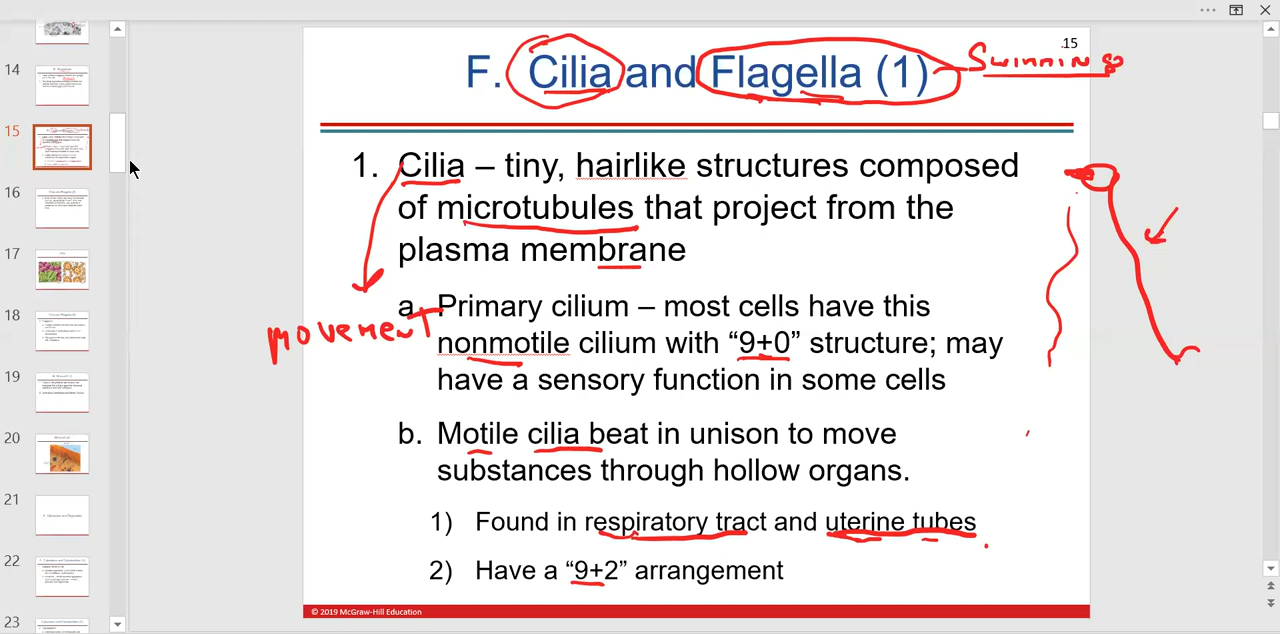 15
F. Cilia and Flagella (1)
Swimming
1. Cilia – tiny, hairlike structures composed
of microtubules that project from the
plasma membrane
a. Primary cilium – most cells have this
movement
nonmotile cilium with “9+0” structure; may
have a sensory function in some cells
b. Motile cilia beat in unison to move
substances through hollow organs.
1) Found in respiratory tract and uterine tubes
2) Have a “9+2” arrangement
© 2019 McGraw-Hill Education
14
15
16
17
18
19
20
21
22
23